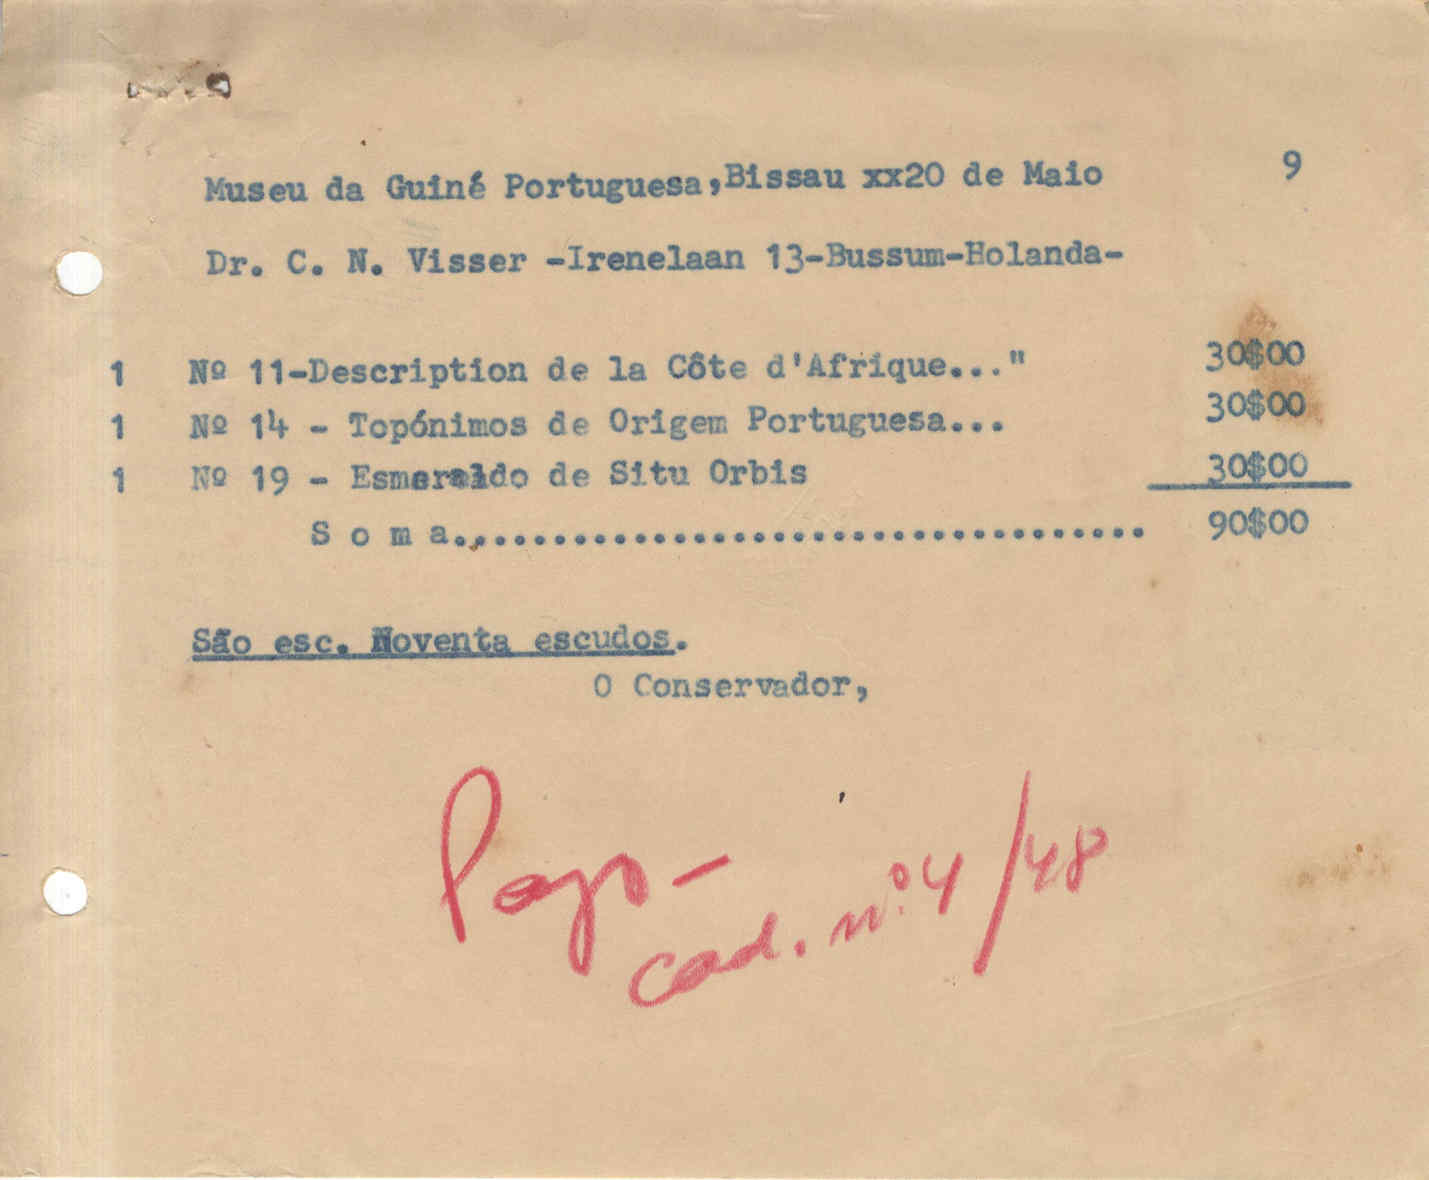 Museu da Guiné Portuguesa,Bissau xx20 de Maio 9
Dr. C. N. Visser -Irenelaan 13-Bussum-Holanda-
1 Nº 11-Description de la Côte d'Afrique..." 30$00
1 Nº 14 - Topónimos de Origem Portuguesa... 30$00
1 Nº 19 - Esmeraldo de Situ Orbis 30$00
S o m a...................................... 90$00
São esc. Noventa escudos.
O Conservador,
Pago-
cad. nº. 4/48